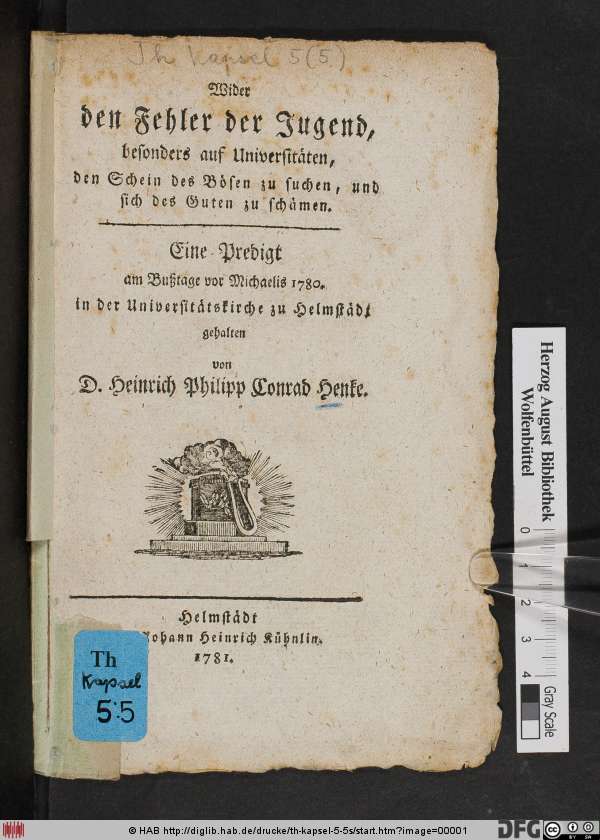 Th Kapsel 5(5)
Wider
den Fehler der Jugend,
besonders auf Universitäten,
den Schein des Bösen zu suchen, und
sich des Guten zu schämen.
Eine Predigt
am Bußtage vor Michaelis 1780.
in der Universitätskirche zu Helmstädt
gehalten
von
D. Heinrich Philipp Conrad Henke.
Helmstädt
Johann Heinrich Kühnlin.
1781.
Th
Kapsel
5:5
Herzog August Bibliothek
Wolfenbüttel
0
1
2
3
4
Gray Scale
© HAB http://diglib.hab.de/drucke/th-kapsel-5-5s/start.htm?image=00001
DFG
cc BY SA